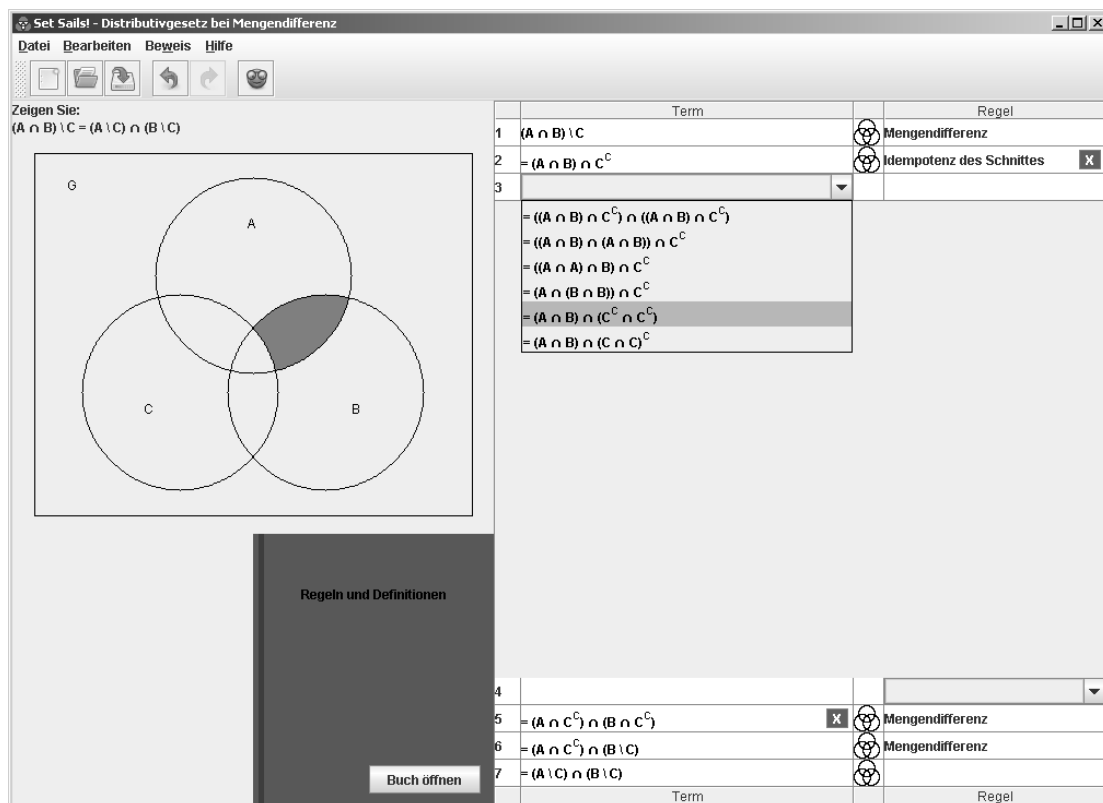 Set Sails! - Distributivgesetz bei Mengendifferenz
Datei Bearbeiten Beweis Hilfe
Zeigen Sie:
(A ∩ B) \ C = (A \ C) ∩ (B \ C)
G
A
C
B
Regeln und Definitionen
Buch öffnen
Term Regel
1 (A ∩ B) \ C Mengendifferenz
2 = (A ∩ B) ∩ C^C Idempotenz des Schnittes X
3
= ((A ∩ B) ∩ C^C) ∩ ((A ∩ B) ∩ C^C)
= ((A ∩ B) ∩ (A ∩ B)) ∩ C^C
= ((A ∩ A) ∩ B) ∩ C^C
= (A ∩ (B ∩ B)) ∩ C^C
= (A ∩ B) ∩ (C^C ∩ C^C)
= (A ∩ B) ∩ (C ∩ C)^C
4
5 = (A ∩ C^C) ∩ (B ∩ C^C) X Mengendifferenz
6 = (A ∩ C^C) ∩ (B \ C) Mengendifferenz
7 = (A \ C) ∩ (B \ C)
Term Regel